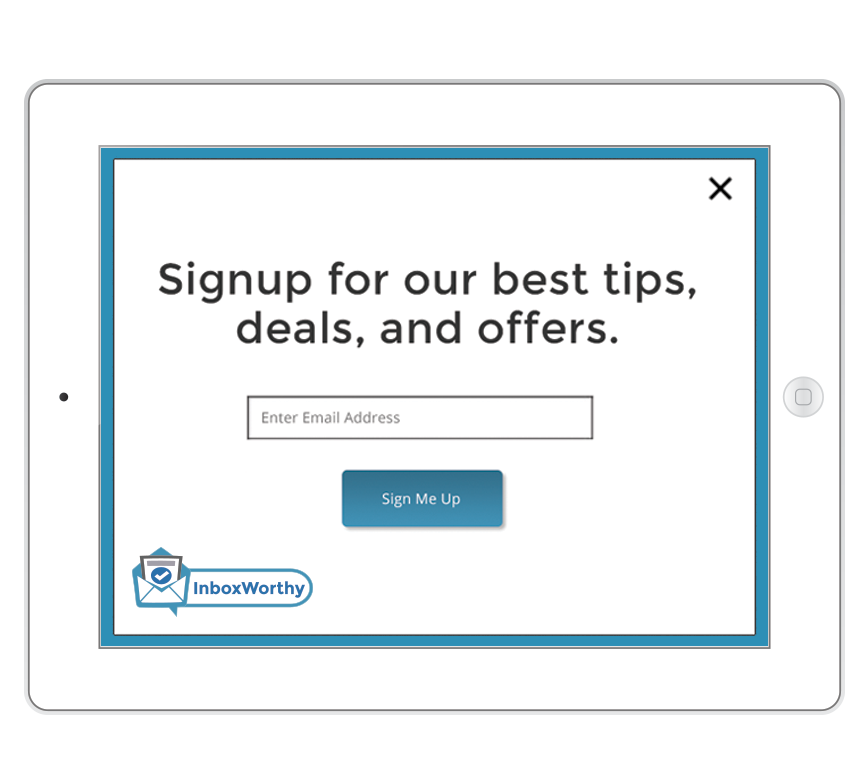 Signup for our best tips,
deals, and offers.
Enter Email Address
Sign Me Up
InboxWorthy